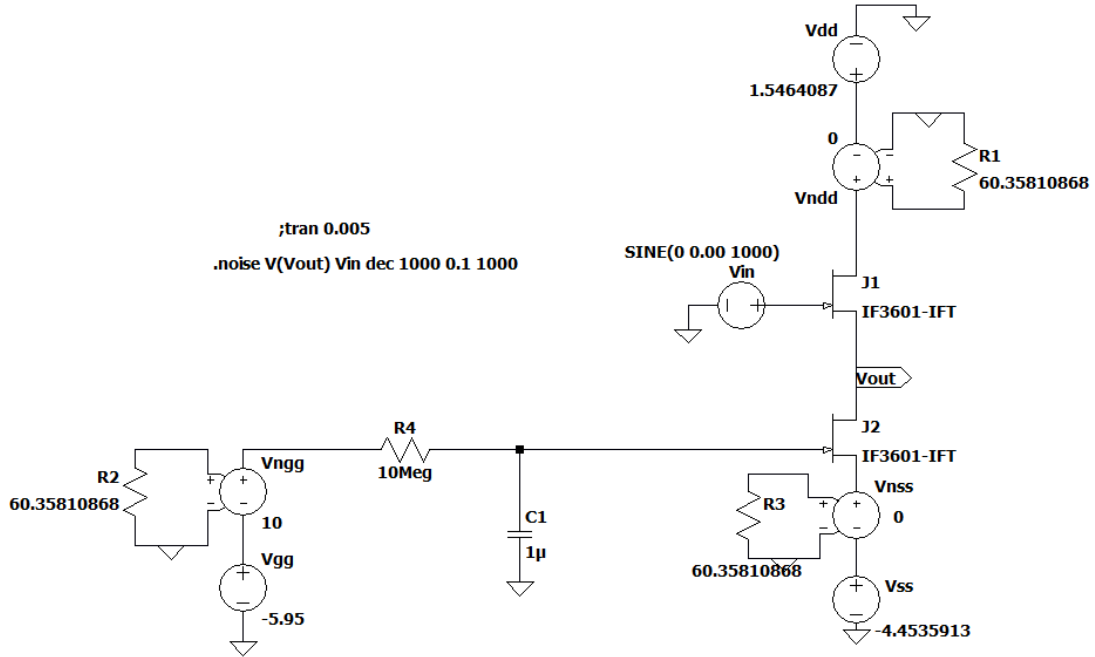 Vdd
1.5464087
0
R1
60.35810868
Vndd
;tran 0.005
.noise V(Vout) Vin dec 1000 0.1 1000
SINE(0 0.00 1000)
Vin
J1
IF3601-IFT
Vout
R4
10Meg
J2
IF3601-IFT
R2
60.35810868
Vngg
10
Vgg
-5.95
C1
1µ
Vnss
0
R3
60.35810868
Vss
-4.4535913